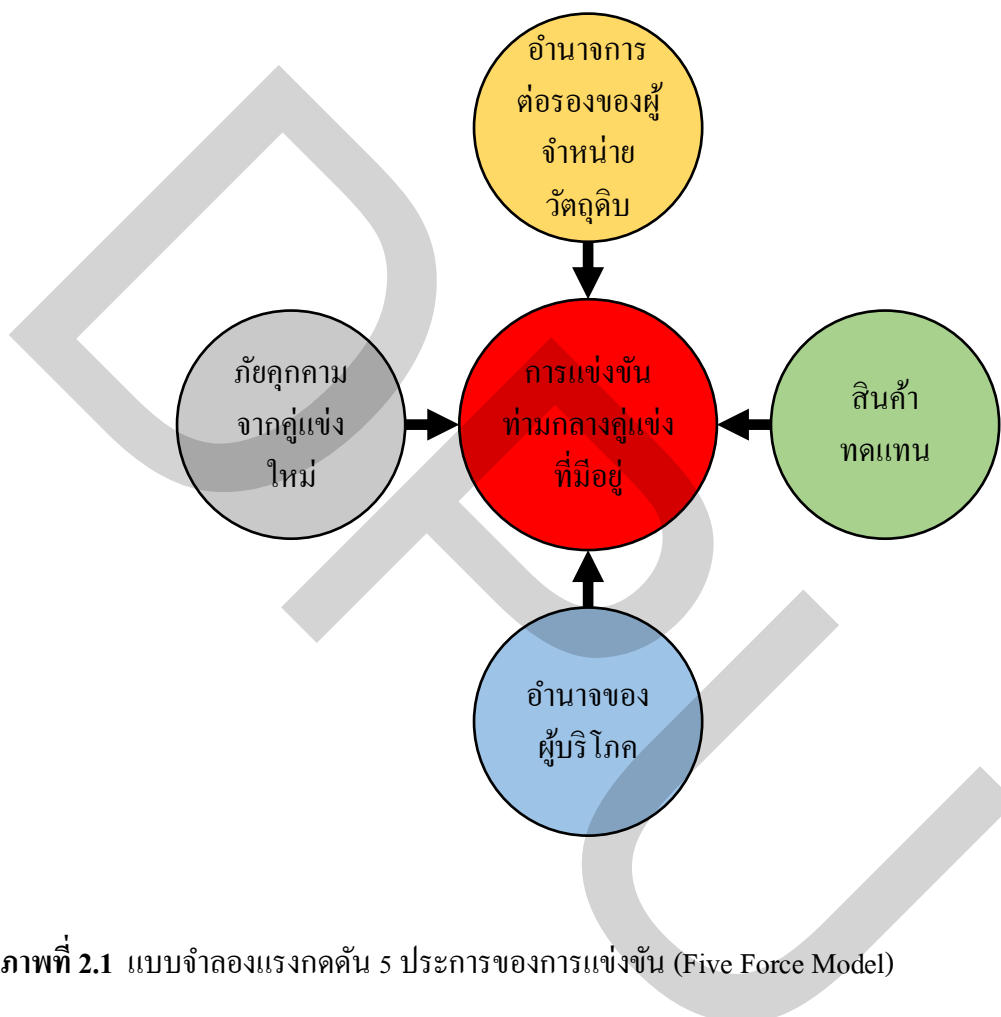 อำนาจการ
ต่อรองของผู้
จำหน่าย
วัตถุดิบ
ภัยคุกคาม
จากคู่แข่ง
ใหม่
การแข่งขัน
ท่ามกลางคู่แข่ง
ที่มีอยู่
สินค้า
ทดแทน
อำนาจของ
ผู้บริโภค
ภาพที่ 2.1 แบบจำลองแรงกดดัน 5 ประการของการแข่งขัน (Five Force Model)
DPU